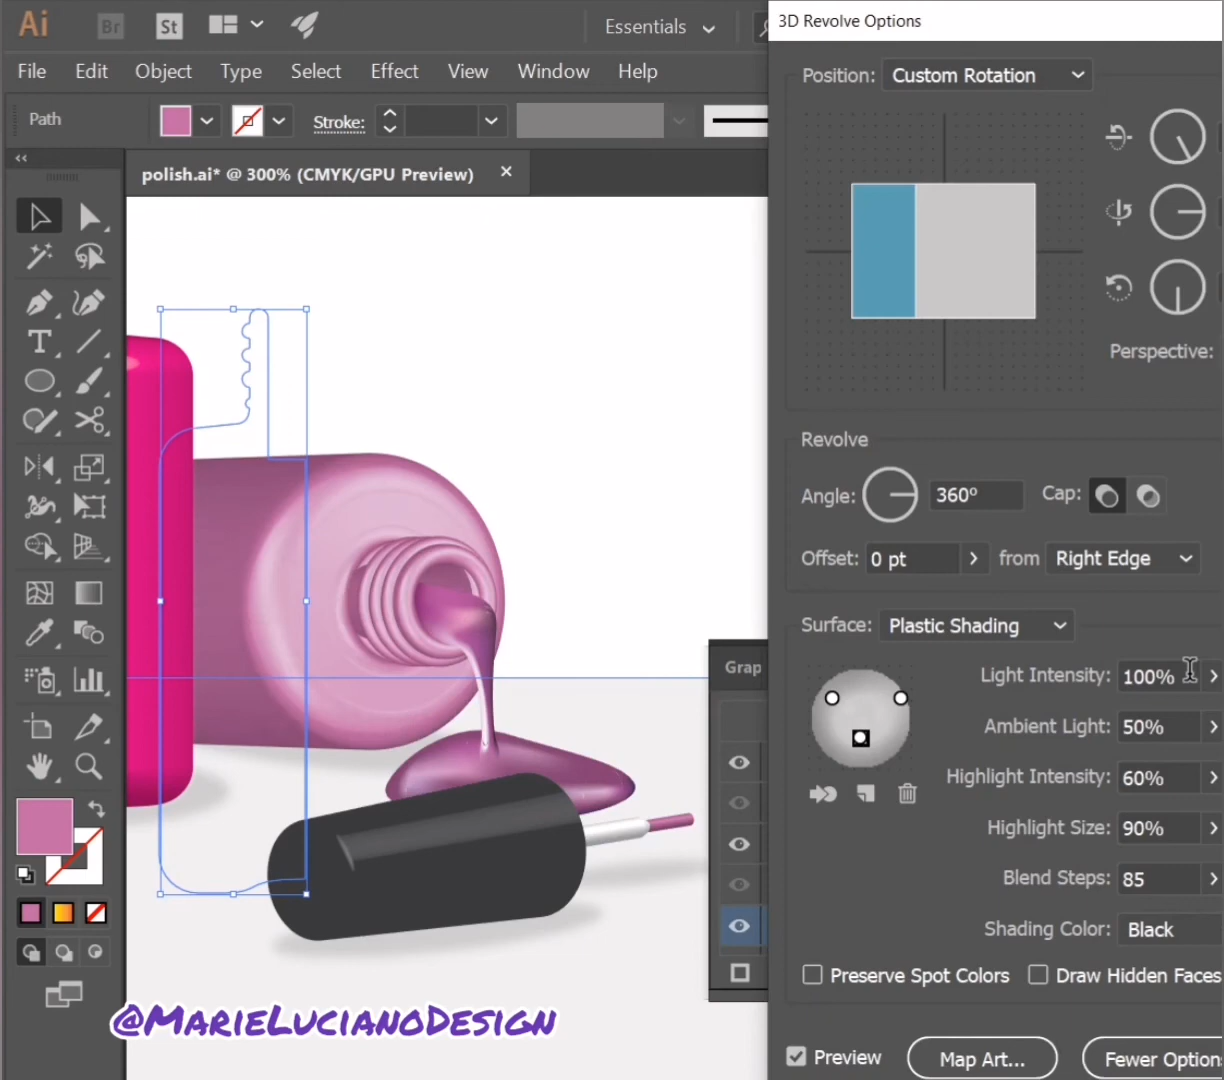 Ai Br St Essentials
3D Revolve Options
File Edit Object Type Select Effect View Window Help
Position: Custom Rotation
Path Stroke:
polish.ai* @ 300% (CMYK/GPU Preview) ×
Perspective:
Revolve
Angle: 360° Cap:
Offset: 0 pt from Right Edge
Surface: Plastic Shading
Grap
Light Intensity: 100%
Ambient Light: 50%
Highlight Intensity: 60%
Highlight Size: 90%
Blend Steps: 85
Shading Color: Black
Preserve Spot Colors Draw Hidden Faces
@MarieLucianoDesign
Preview Map Art... Fewer Option